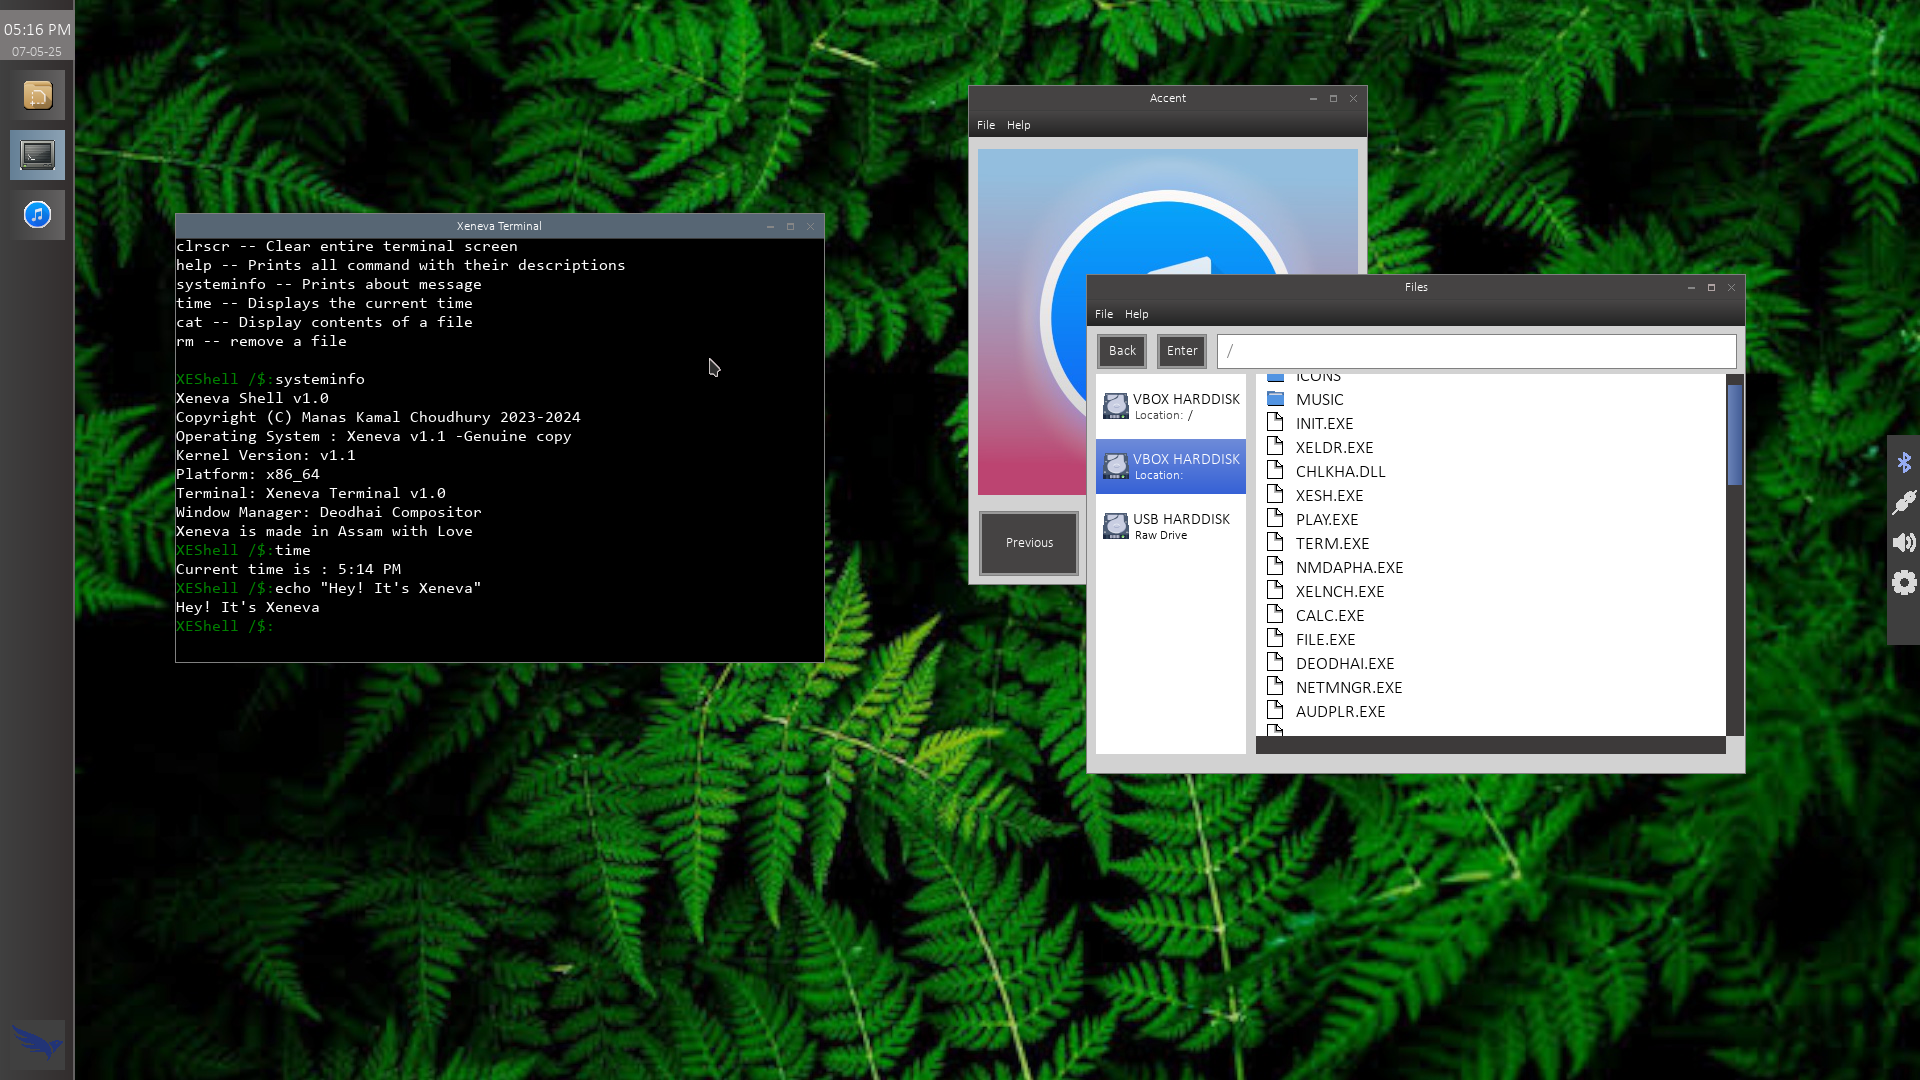 05:16 PM
07-05-25
Xeneva Terminal
clrscr -- Clear entire terminal screen
help -- Prints all command with their descriptions
systeminfo -- Prints about message
time -- Displays the current time
cat -- Display contents of a file
rm -- remove a file
XEShell /$:systeminfo
Xeneva Shell v1.0
Copyright (C) Manas Kamal Choudhury 2023-2024
Operating System : Xeneva v1.1 -Genuine copy
Kernel Version: v1.1
Platform: x86_64
Terminal: Xeneva Terminal v1.0
Window Manager: Deodhai Compositor
Xeneva is made in Assam with Love
XEShell /$:time
Current time is : 5:14 PM
XEShell /$:echo "Hey! It's Xeneva"
Hey! It's Xeneva
XEShell /$:
Accent
File Help
Previous
Files
File Help
Back Enter /
VBOX HARDDISK
Location: /
VBOX HARDDISK
Location:
USB HARDDISK
Raw Drive
ICONS
MUSIC
INIT.EXE
XELDR.EXE
CHLKHA.DLL
XESH.EXE
PLAY.EXE
TERM.EXE
NMDAPHA.EXE
XELNCH.EXE
CALC.EXE
FILE.EXE
DEODHAI.EXE
NETMNGR.EXE
AUDPLR.EXE